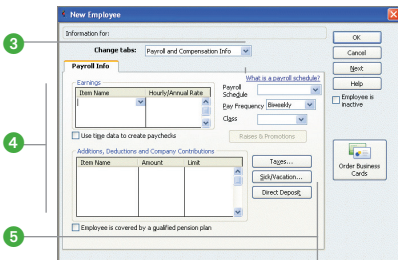 New Employee
Information for:
OK
3
Change tabs: Payroll and Compensation Info
Cancel
Payroll Info
Next
What is a payroll schedule?
Help
Earnings
Item Name Hourly/Annual Rate
Payroll Schedule
Employee is inactive
Pay Frequency Biweekly
Class
4
Use time data to create paychecks
Raises & Promotions
Additions, Deductions and Company Contributions
Item Name Amount Limit
Taxes...
Sick/Vacation...
Direct Deposit
Order Business Cards
5
Employee is covered by a qualified pension plan